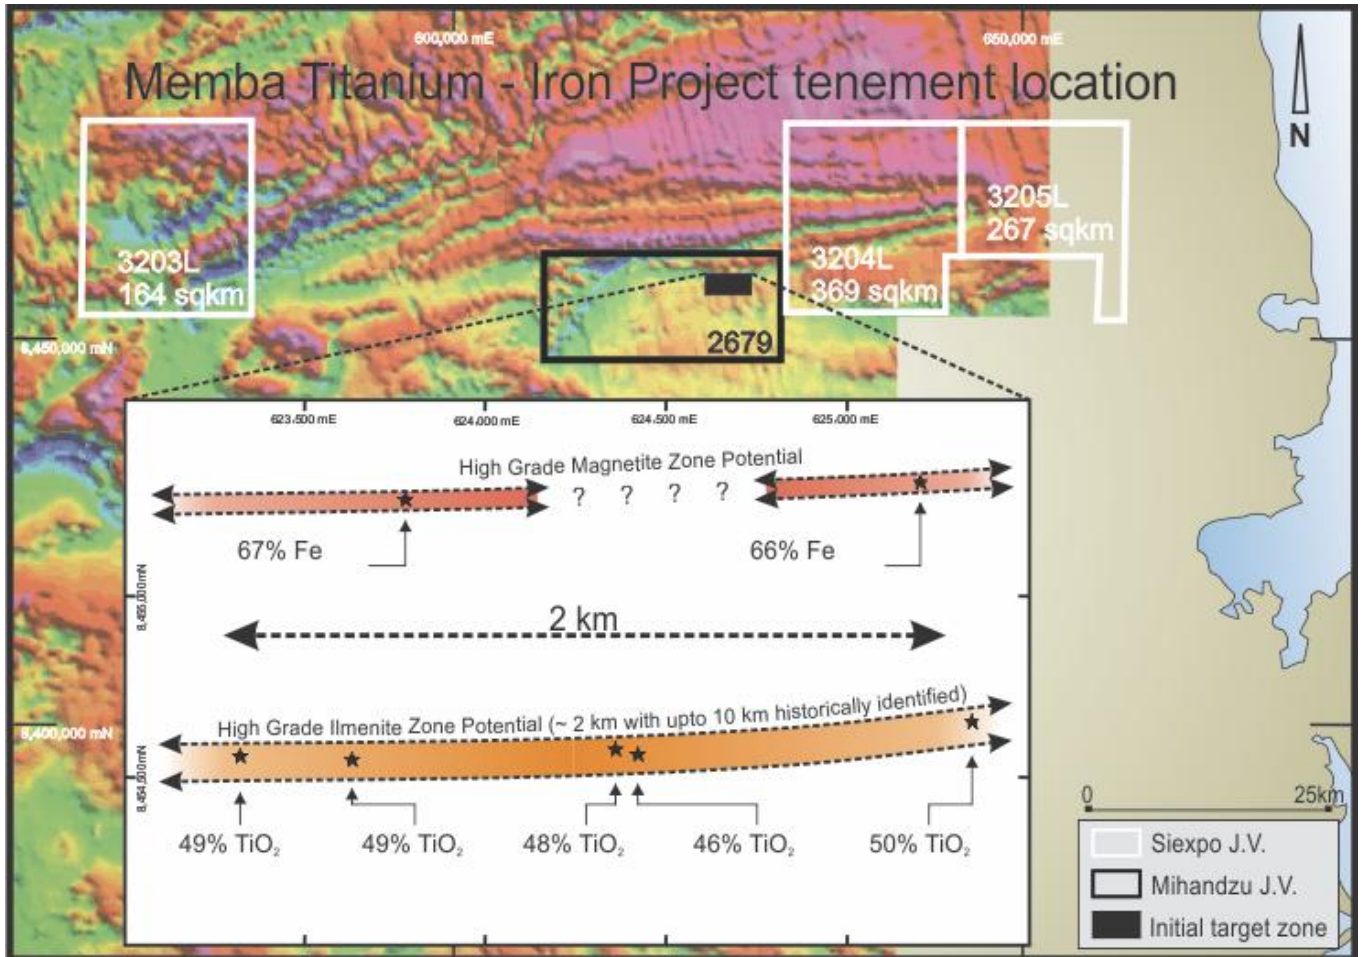 600,000 mE
650,000 mE
Memba Titanium - Iron Project tenement location
N
3203L
164 sqkm
3204L
369 sqkm
3205L
267 sqkm
2679
8,450,000 mN
623,500 mE
624,000 mE
624,500 mE
625,000 mE
High Grade Magnetite Zone Potential
? ? ? ?
67% Fe
66% Fe
8,455,000mN
2 km
High Grade Ilmenite Zone Potential (~ 2 km with upto 10 km historically identified)
8,400,000 mN
8,454,500mN
49% TiO₂
49% TiO₂
48% TiO₂
46% TiO₂
50% TiO₂
0
25km
Siexpo J.V.
Mihandzu J.V.
Initial target zone